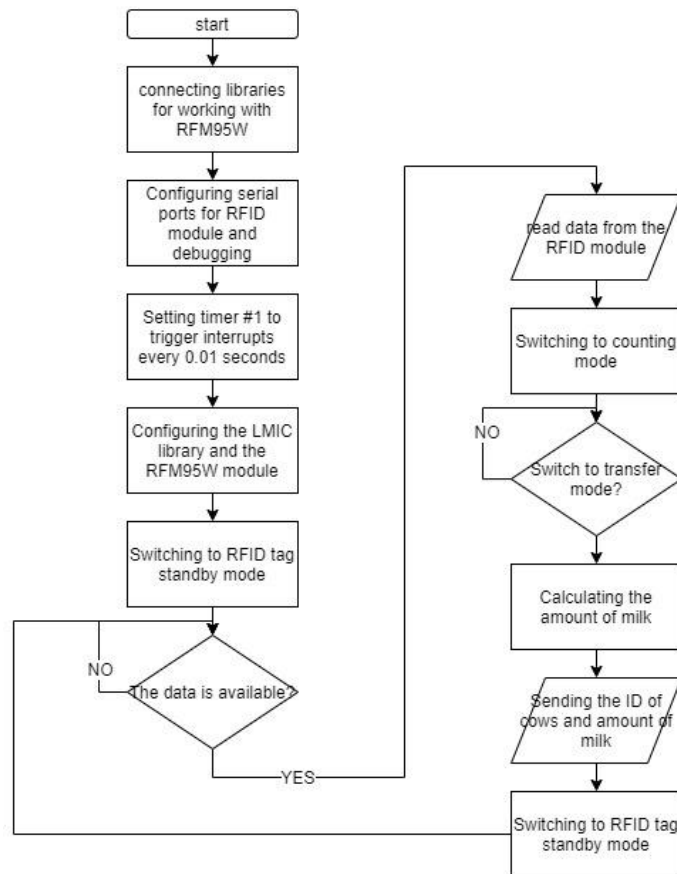 start
connecting libraries
for working with
RFM95W
Configuring serial
ports for RFID
module and
debugging
Setting timer #1 to
trigger interrupts
every 0.01 seconds
Configuring the LMIC
library and the
RFM95W module
Switching to RFID tag
standby mode
NO
The data is available?
YES
read data from the
RFID module
Switching to counting
mode
NO
Switch to transfer
mode?
Calculating the
amount of milk
Sending the ID of
cows and amount of
milk
Switching to RFID tag
standby mode